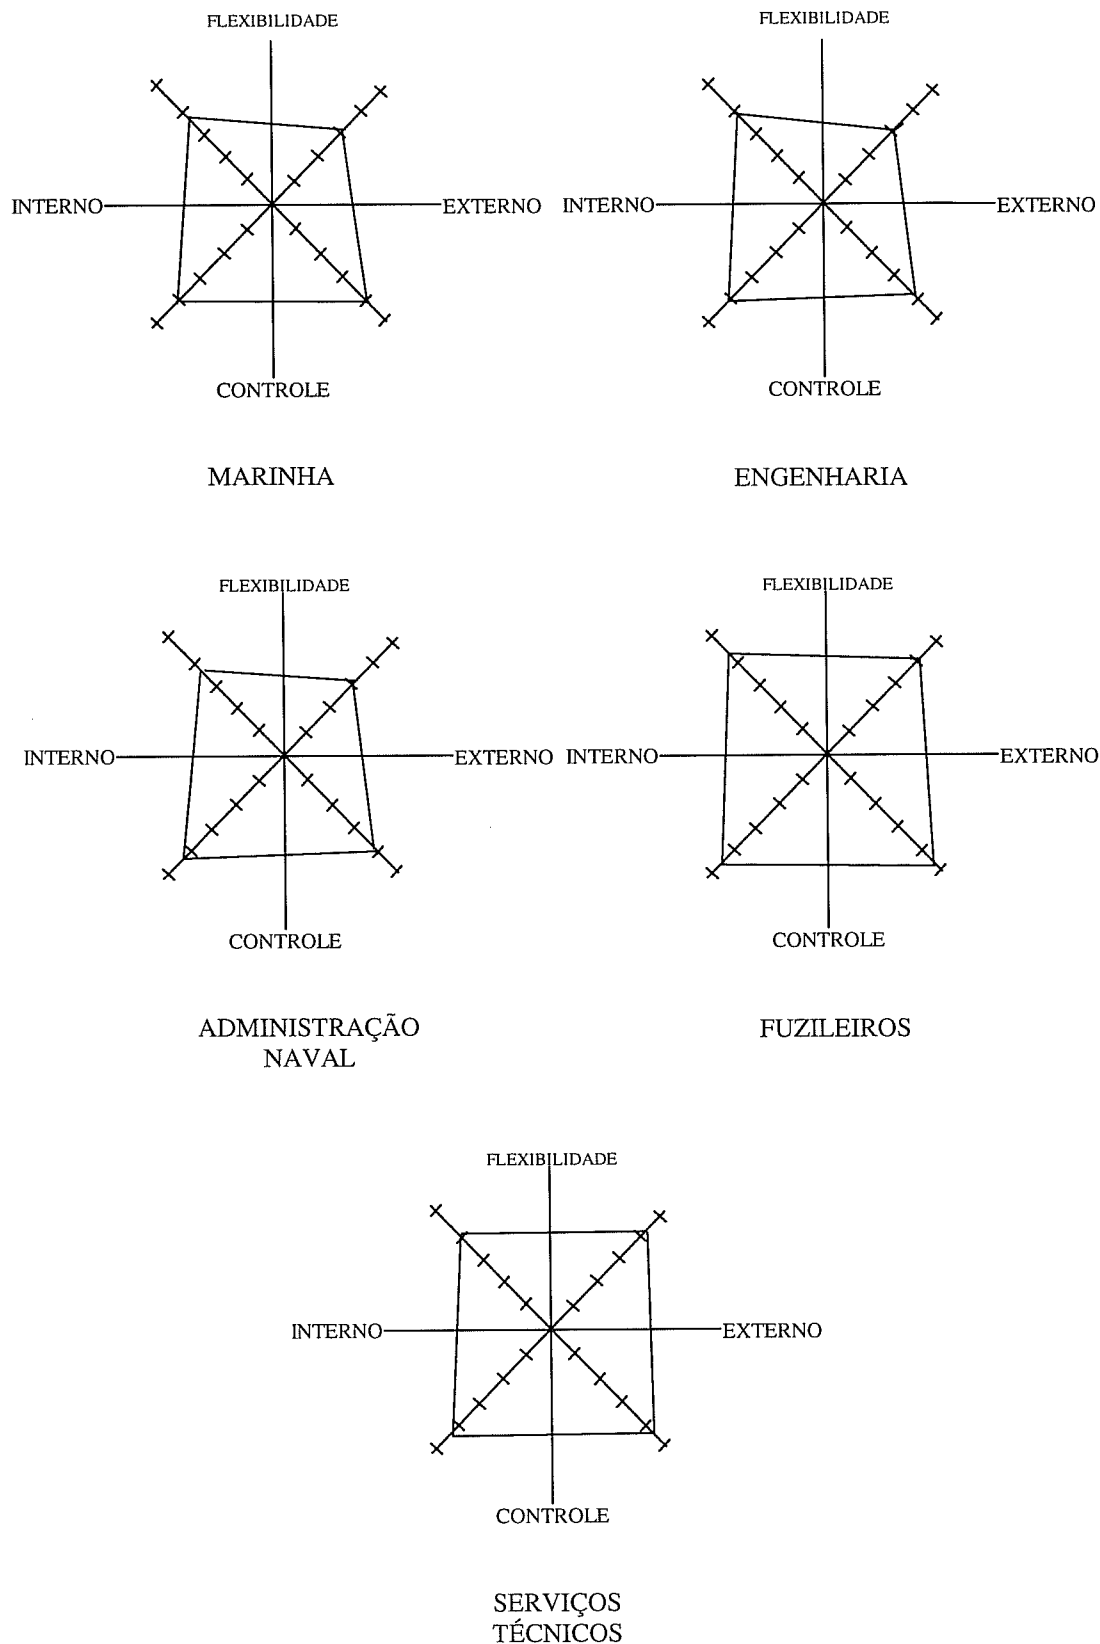 FLEXIBILIDADE
FLEXIBILIDADE
INTERNO
EXTERNO
INTERNO
EXTERNO
CONTROLE
CONTROLE
MARINHA
ENGENHARIA
FLEXIBILIDADE
FLEXIBILIDADE
INTERNO
EXTERNO
INTERNO
EXTERNO
CONTROLE
CONTROLE
ADMINISTRAÇÃO
NAVAL
FUZILEIROS
FLEXIBILIDADE
INTERNO
EXTERNO
CONTROLE
SERVIÇOS
TÉCNICOS